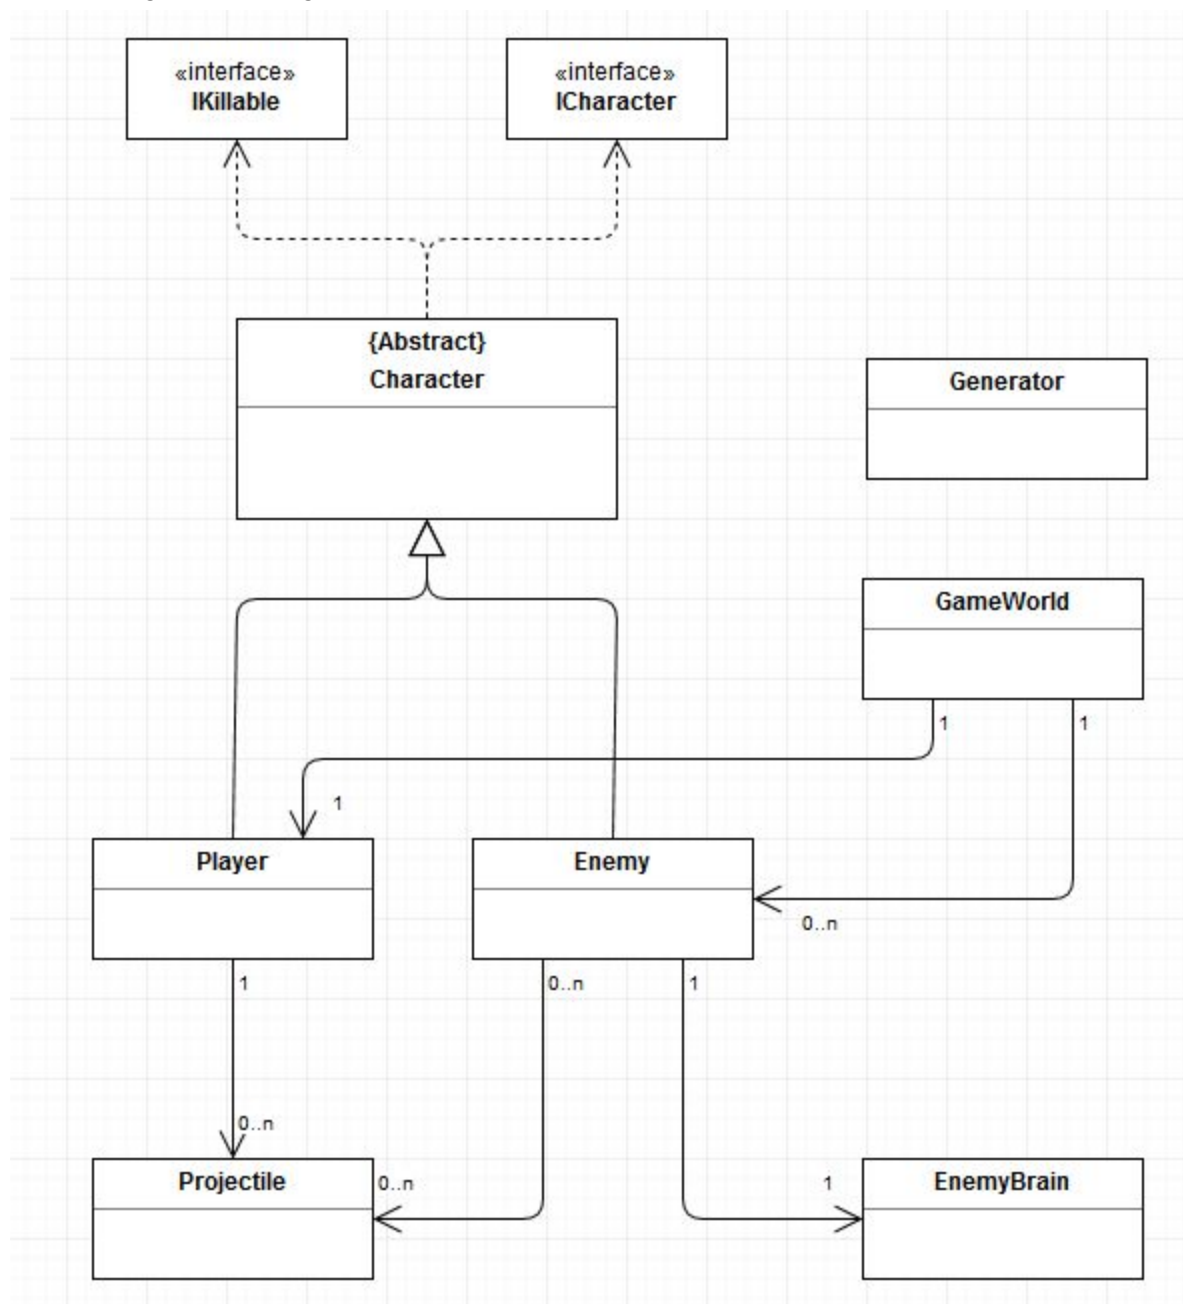 «interface»
IKillable
«interface»
ICharacter
{Abstract}
Character
Generator
GameWorld
1
1
1
Player
Enemy
0..n
1
0..n
1
0..n
Projectile
0..n
1
EnemyBrain